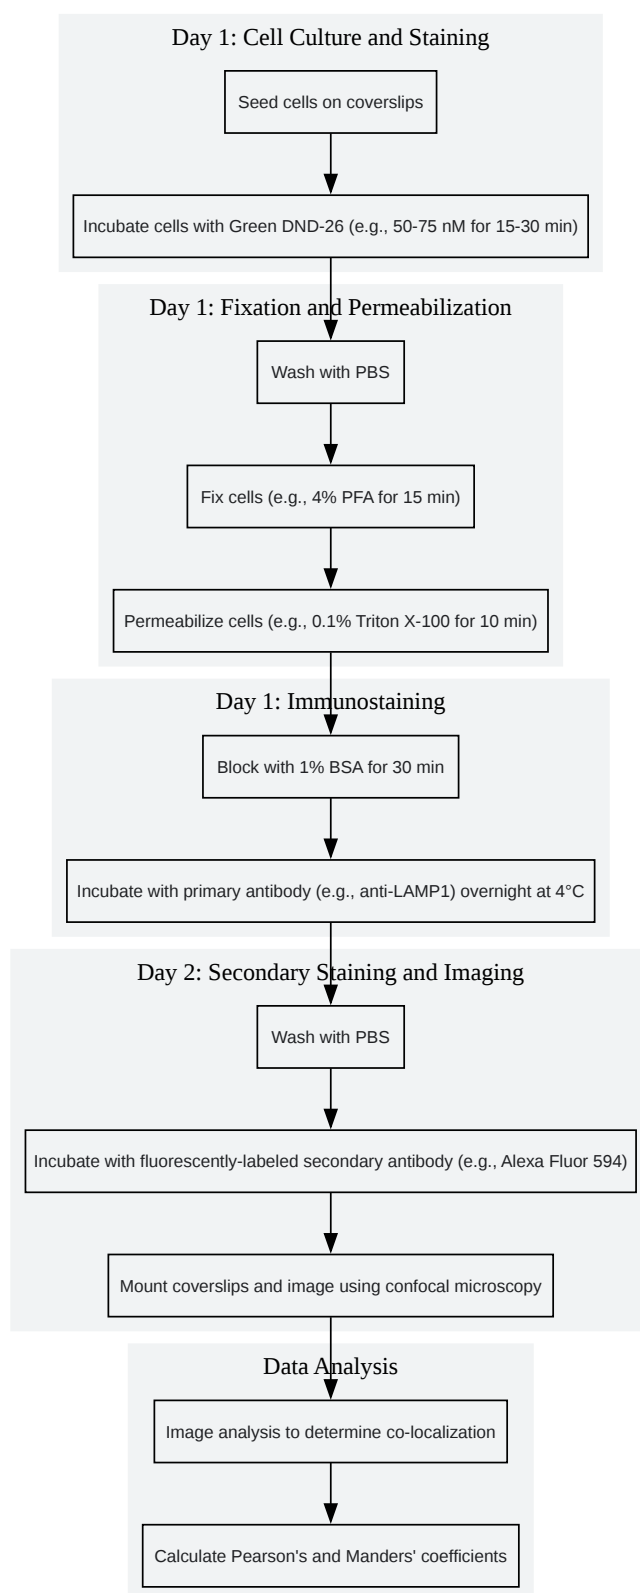 Day 1: Cell Culture and Staining
Seed cells on coverslips
Incubate cells with Green DND-26 (e.g., 50-75 nM for 15-30 min)
Day 1: Fixation and Permeabilization
Wash with PBS
Fix cells (e.g., 4% PFA for 15 min)
Permeabilize cells (e.g., 0.1% Triton X-100 for 10 min)
Day 1: Immunostaining
Block with 1% BSA for 30 min
Incubate with primary antibody (e.g., anti-LAMP1) overnight at 4°C
Day 2: Secondary Staining and Imaging
Wash with PBS
Incubate with fluorescently-labeled secondary antibody (e.g., Alexa Fluor 594)
Mount coverslips and image using confocal microscopy
Data Analysis
Image analysis to determine co-localization
Calculate Pearson's and Manders' coefficients